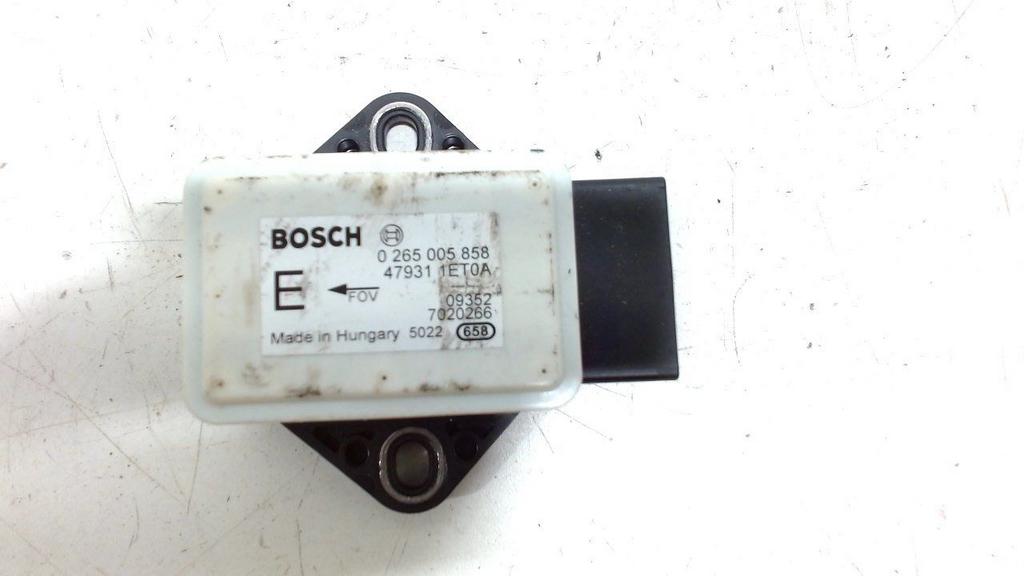 BOSCH
0 265 005 858
47931 1ET0A
E
FOV
09352
7020266
Made in Hungary 5022 658